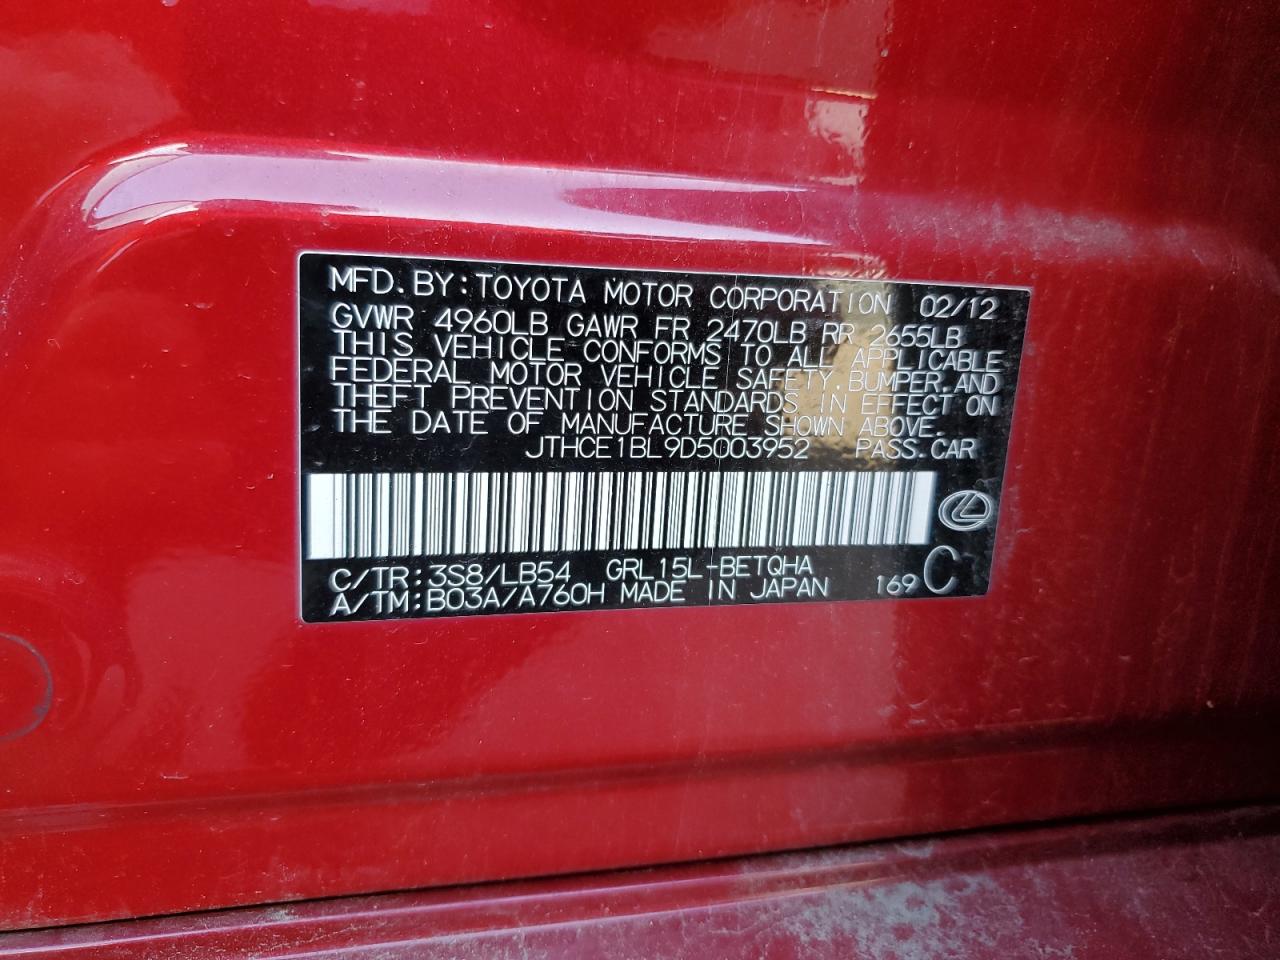 MFD. BY: TOYOTA MOTOR CORPORATION 02/12
GVWR 4960LB GAWR FR 2470LB RR 2655LB
THIS VEHICLE CONFORMS TO ALL APPLICABLE
FEDERAL MOTOR VEHICLE SAFETY, BUMPER, AND
THEFT PREVENTION STANDARDS IN EFFECT ON
THE DATE OF MANUFACTURE SHOWN ABOVE.
JTHCE1BL9D5003952 PASS. CAR
C/TR: 3S8/LB54 GRL15L-BETQHA
A/TM: B03A/A760H MADE IN JAPAN 169 C